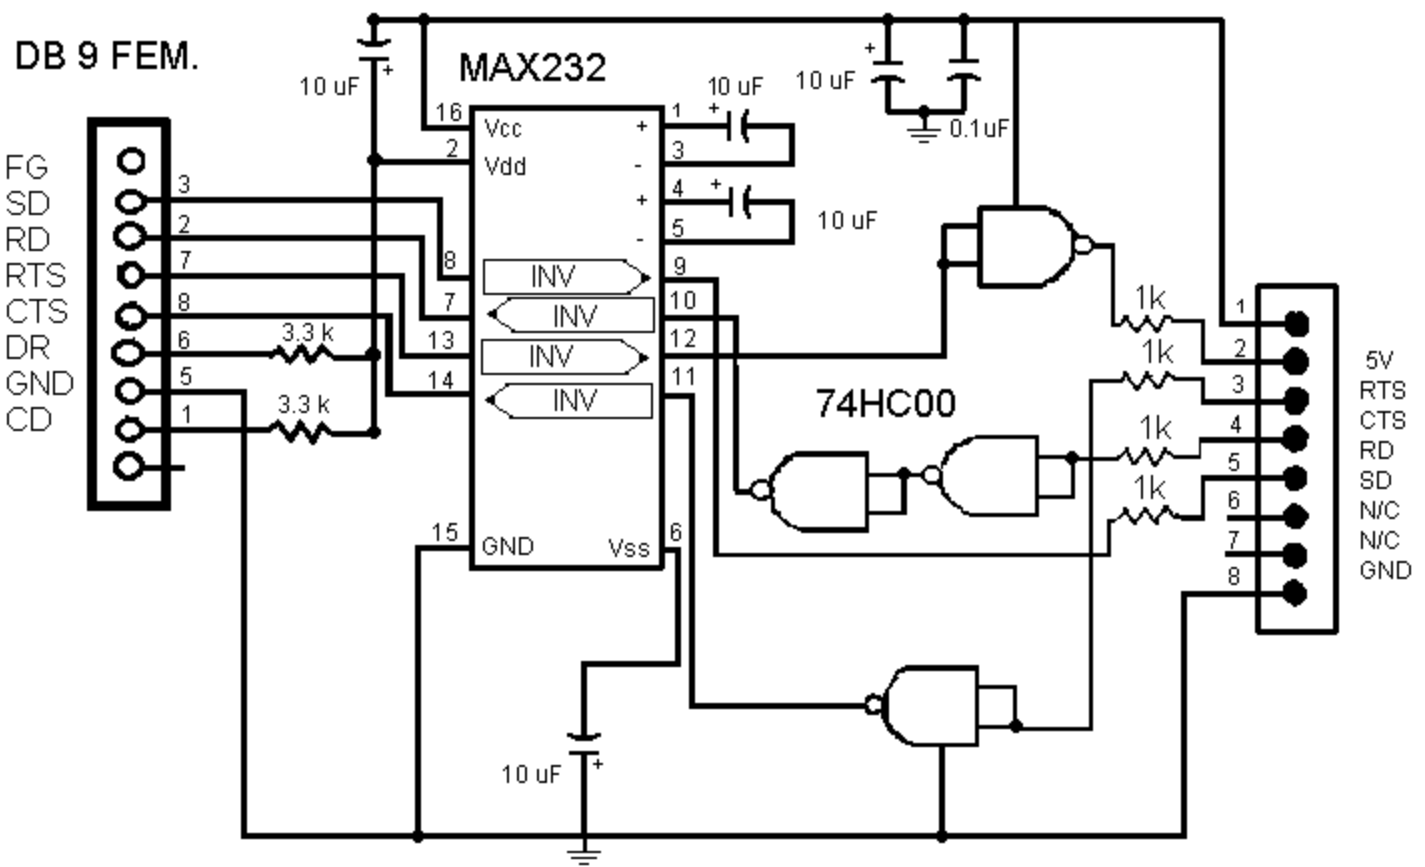 DB 9 FEM.
FG
SD
RD
RTS
CTS
DR
GND
CD
3
2
7
8
6
5
1
3.3 k
3.3 k
10 uF
+
MAX232
16
2
8
7
13
14
15
Vcc
Vdd
+
-
+
-
INV
INV
INV
INV
GND
Vss
1
3
4
5
9
10
12
11
6
10 uF
+
+
10 uF
+
10 uF
0.1uF
74HC00
1k
1k
1k
1k
1
2
3
4
5
6
7
8
5V
RTS
CTS
RD
SD
N/C
N/C
GND
10 uF
+